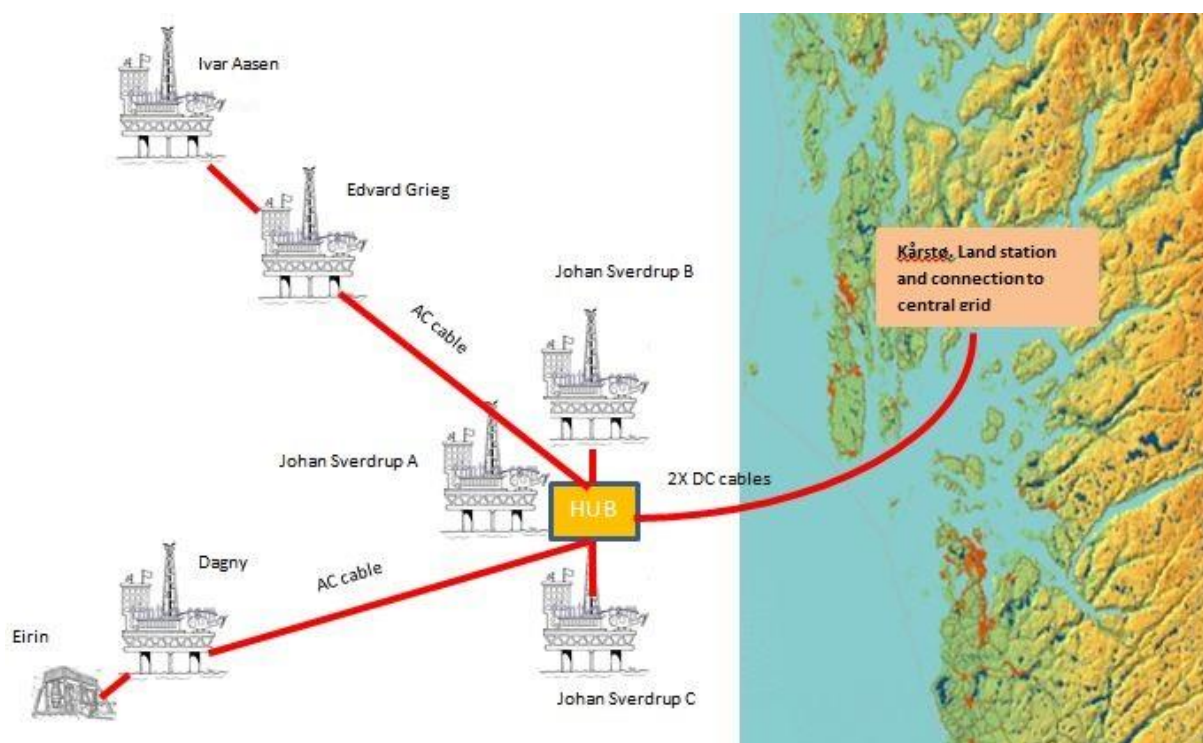 Ivar Aasen
Edvard Grieg
Johan Sverdrup B
Kårstø. Land station
and connection to
central grid
AC cable
Johan Sverdrup A
2X DC cables
HUB
Dagny
AC cable
Eirin
Johan Sverdrup C